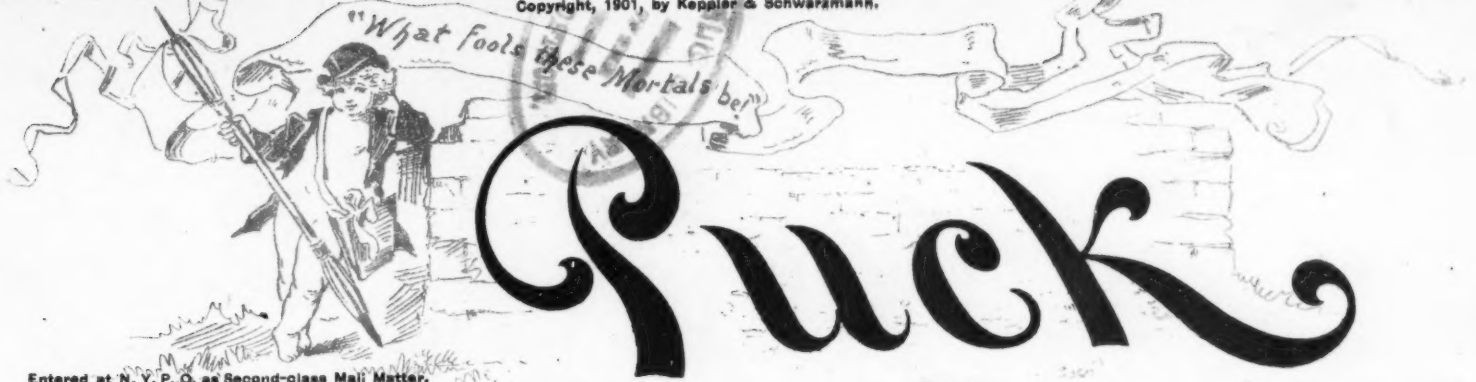 Copyright, 1901, by Keppler & Schwarzmann.
"What Fools these Mortals be!"
Puck
Entered at N. Y. P. O. as Second-class Mail Matter.